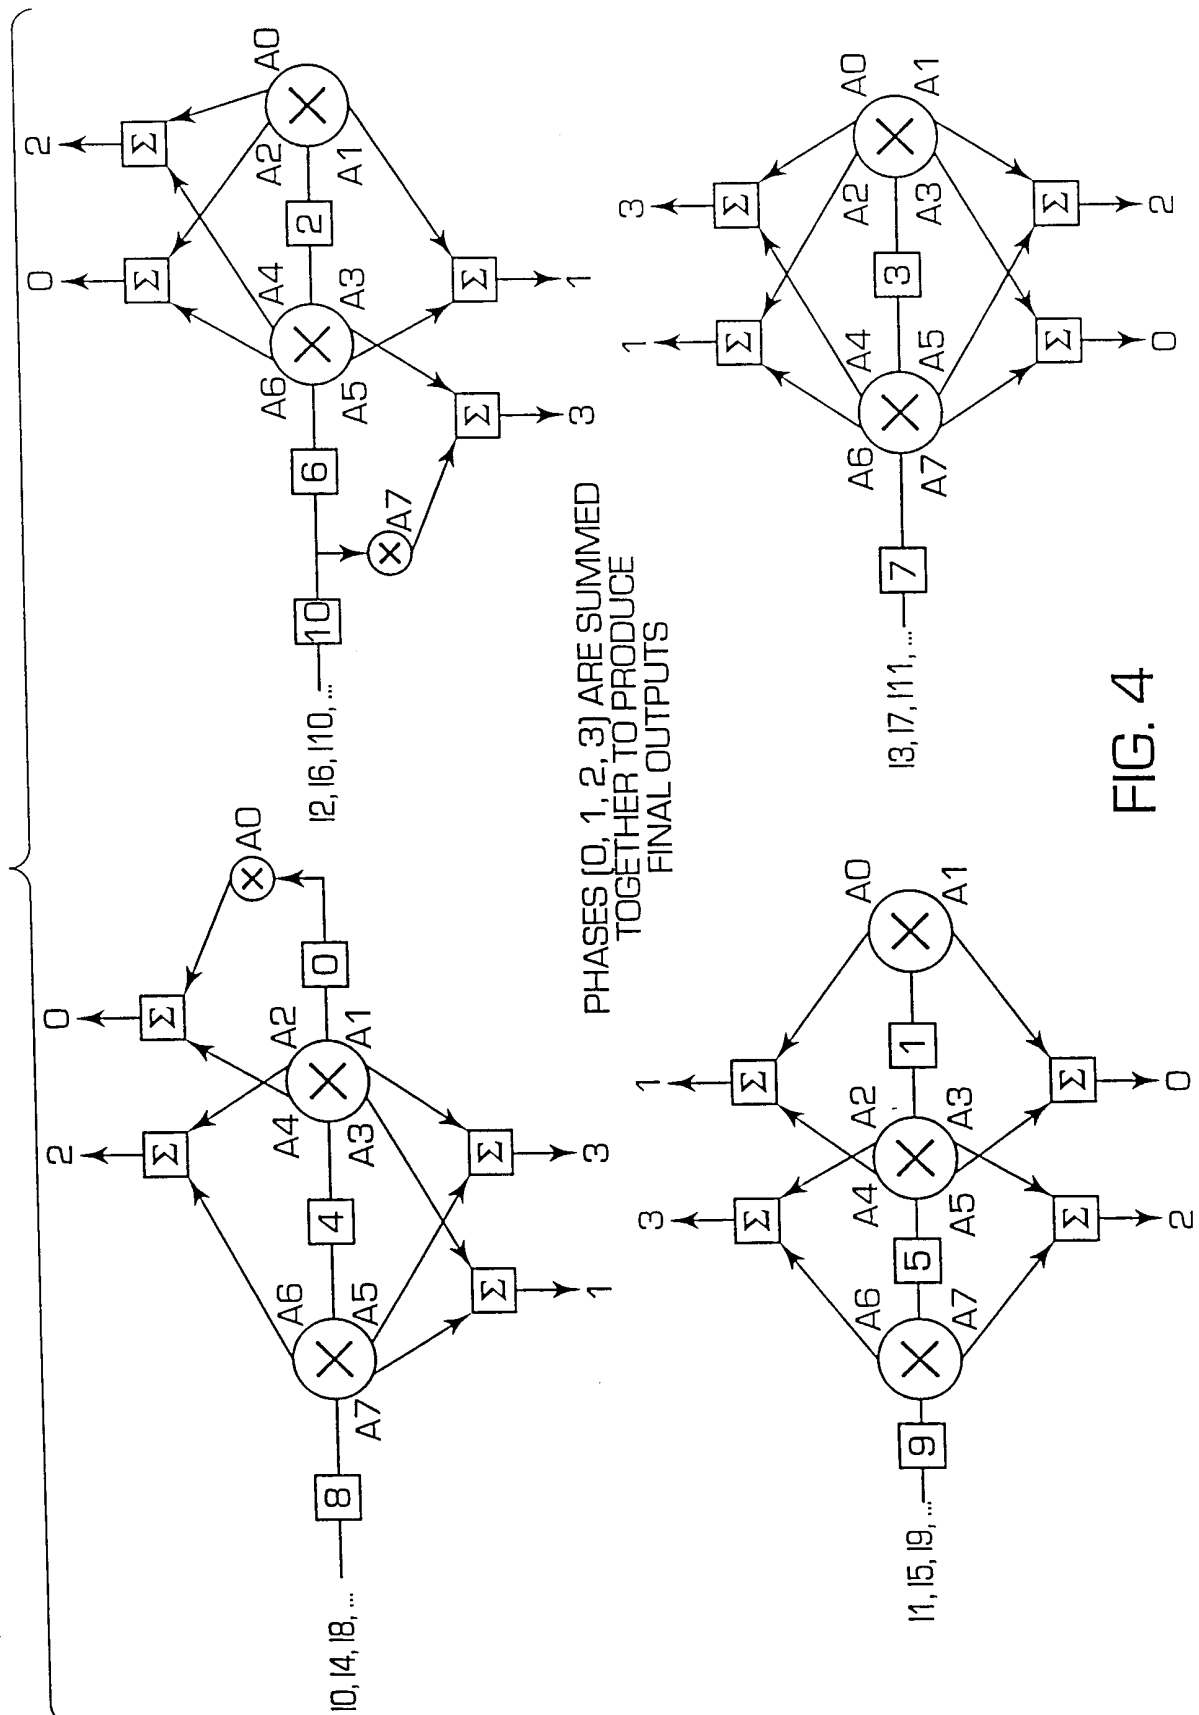 2 0
Σ Σ
A0
A6 A4 A2
I0, I4, I8, ... 8 4 0
A7 A5 A3 A1
Σ Σ
1 3
0 2
Σ Σ
A6 A4 A2 A0
I2, I6, I10, ... 10 6 2
A7 A5 A3 A1
Σ Σ
3 1
PHASES (0, 1, 2, 3) ARE SUMMED
TOGETHER TO PRODUCE
FINAL OUTPUTS
3 1
Σ Σ
A6 A4 A2 A0
I1, I5, I9, ... 9 5 1
A7 A5 A3 A1
Σ Σ
2 0
1 3
Σ Σ
A6 A4 A2 A0
I3, I7, I11, ... 7 3
A7 A5 A3 A1
Σ Σ
0 2
FIG. 4